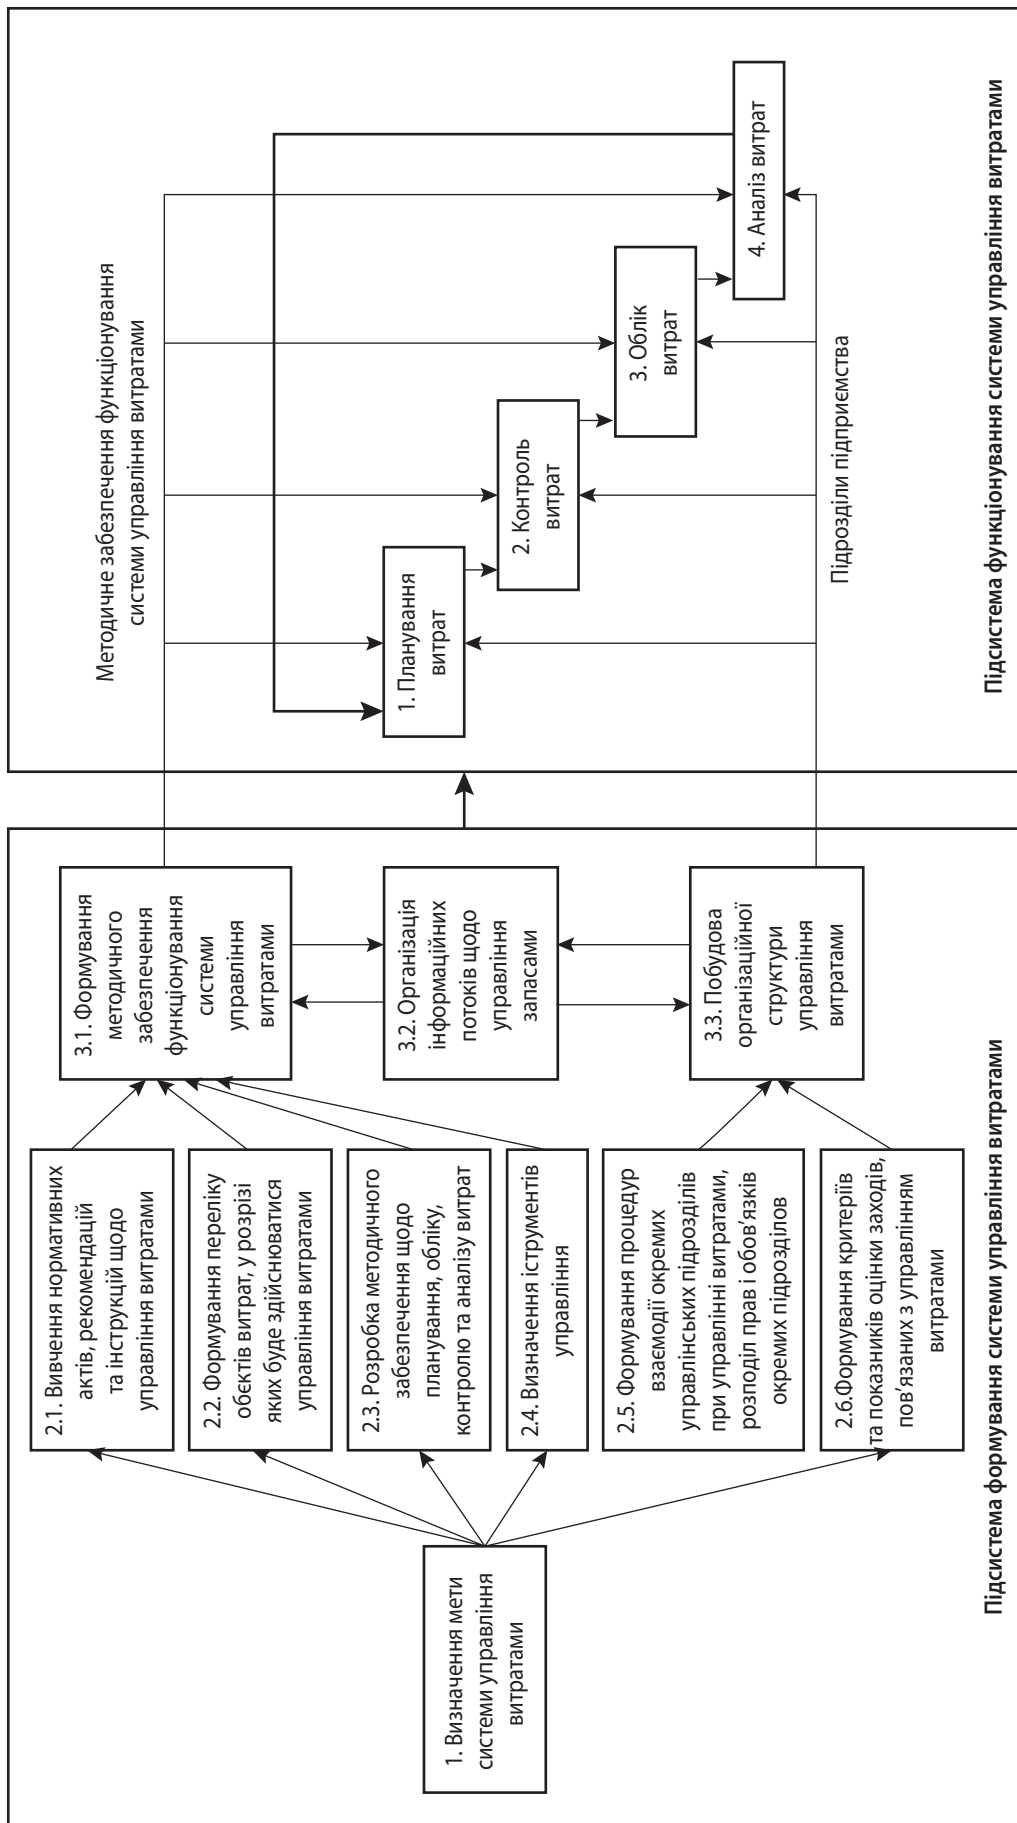 1. Визначення мети
системи управління
витратами
2.1. Вивчення нормативних
актів, рекомендацій
та інструкцій щодо
управління витратами
2.2. Формування переліку
обєктів витрат, у розрізі
яких буде здійснюватися
управління витратами
2.3. Розробка методичного
забезпечення щодо
планування, обліку,
контролю та аналізу витрат
2.4. Визначення іструментів
управління
2.5. Формування процедур
взаємодії окремих
управлінських підрозділів
при управлінні витратами,
розподіл прав і обов’язків
окремих підрозділов
2.6.Формування критеріїв
та показників оцінки заходів,
пов’язаних з управлінням
витратами
3.1. Формування
методичного
забезпечення
функціонування
системи
управління
витратами
3.2. Організація
інформаційних
потоків щодо
управління
запасами
3.3. Побудова
організаційної
структури
управління
витратами
Підсистема формування системи управління витратами
Методичне забезпечення функціонування
системи управління витратами
1. Планування
витрат
2. Контроль
витрат
3. Облік
витрат
4. Аналіз витрат
Підрозділи підприємства
Підсистема функціонування системи управління витратами